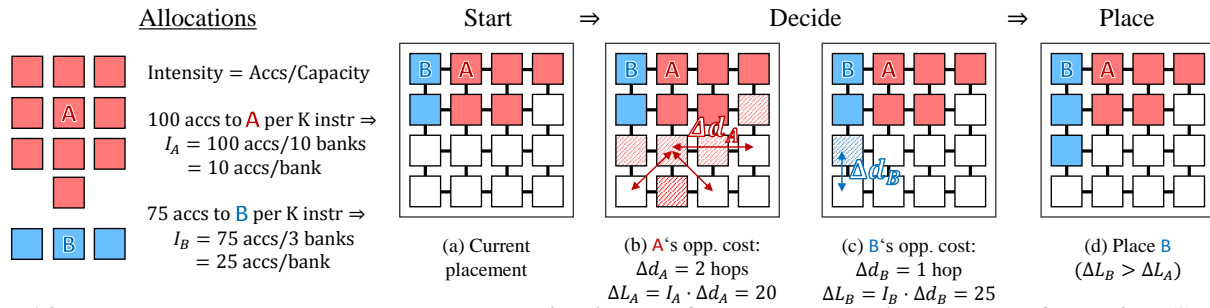 Allocations
Start ⇒ Decide ⇒ Place
A
B
Intensity = Accs/Capacity
100 accs to A per K instr ⇒
I_A = 100 accs/10 banks
= 10 accs/bank
75 accs to B per K instr ⇒
I_B = 75 accs/3 banks
= 25 accs/bank
B A
(a) Current
placement
B A
Δd_A
(b) A‘s opp. cost:
Δd_A = 2 hops
ΔL_A = I_A · Δd_A = 20
B A
Δd_B
(c) B‘s opp. cost:
Δd_B = 1 hop
ΔL_B = I_B · Δd_B = 25
B A
(d) Place B
(ΔL_B > ΔL_A)